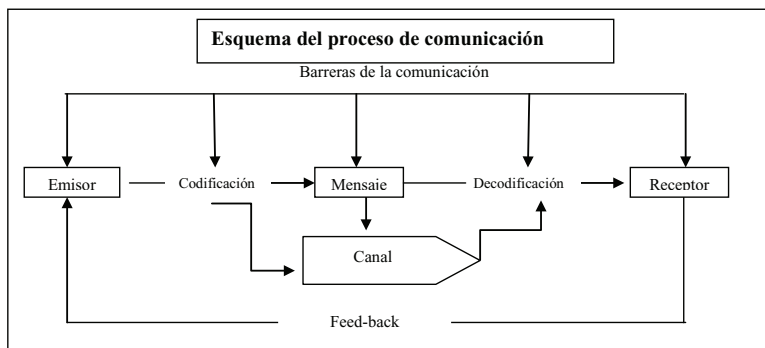 Esquema del proceso de comunicación
Barreras de la comunicación
Emisor Codificación Mensaje Decodificación Receptor
Canal
Feed-back